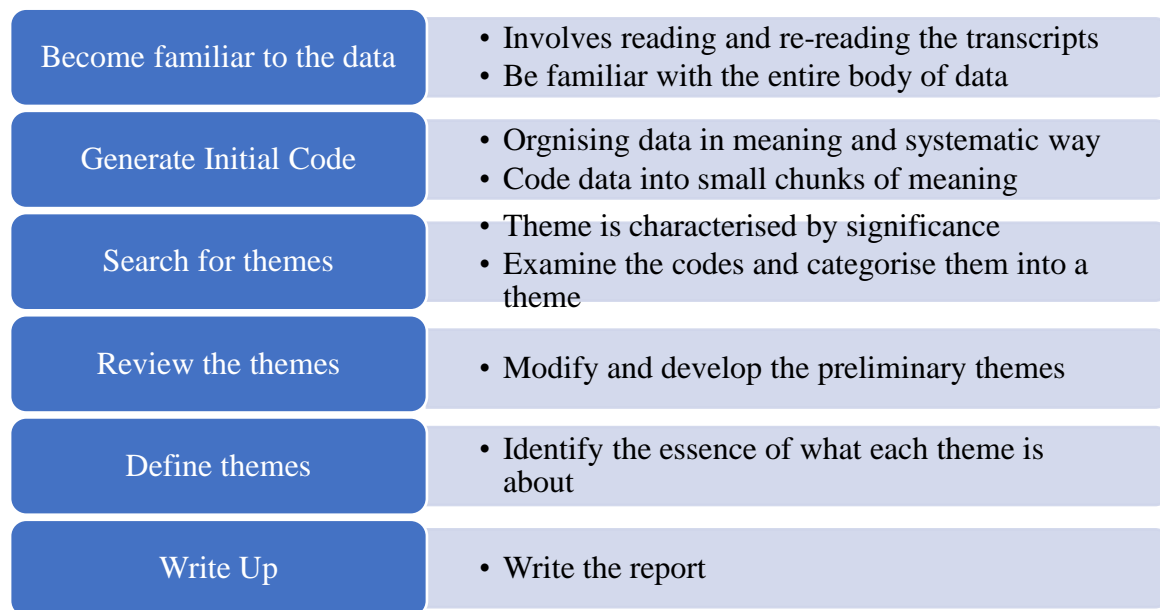 Become familiar to the data
• Involves reading and re-reading the transcripts
• Be familiar with the entire body of data
Generate Initial Code
• Orgnising data in meaning and systematic way
• Code data into small chunks of meaning
Search for themes
• Theme is characterised by significance
• Examine the codes and categorise them into a
theme
Review the themes
• Modify and develop the preliminary themes
Define themes
• Identify the essence of what each theme is
about
Write Up
• Write the report